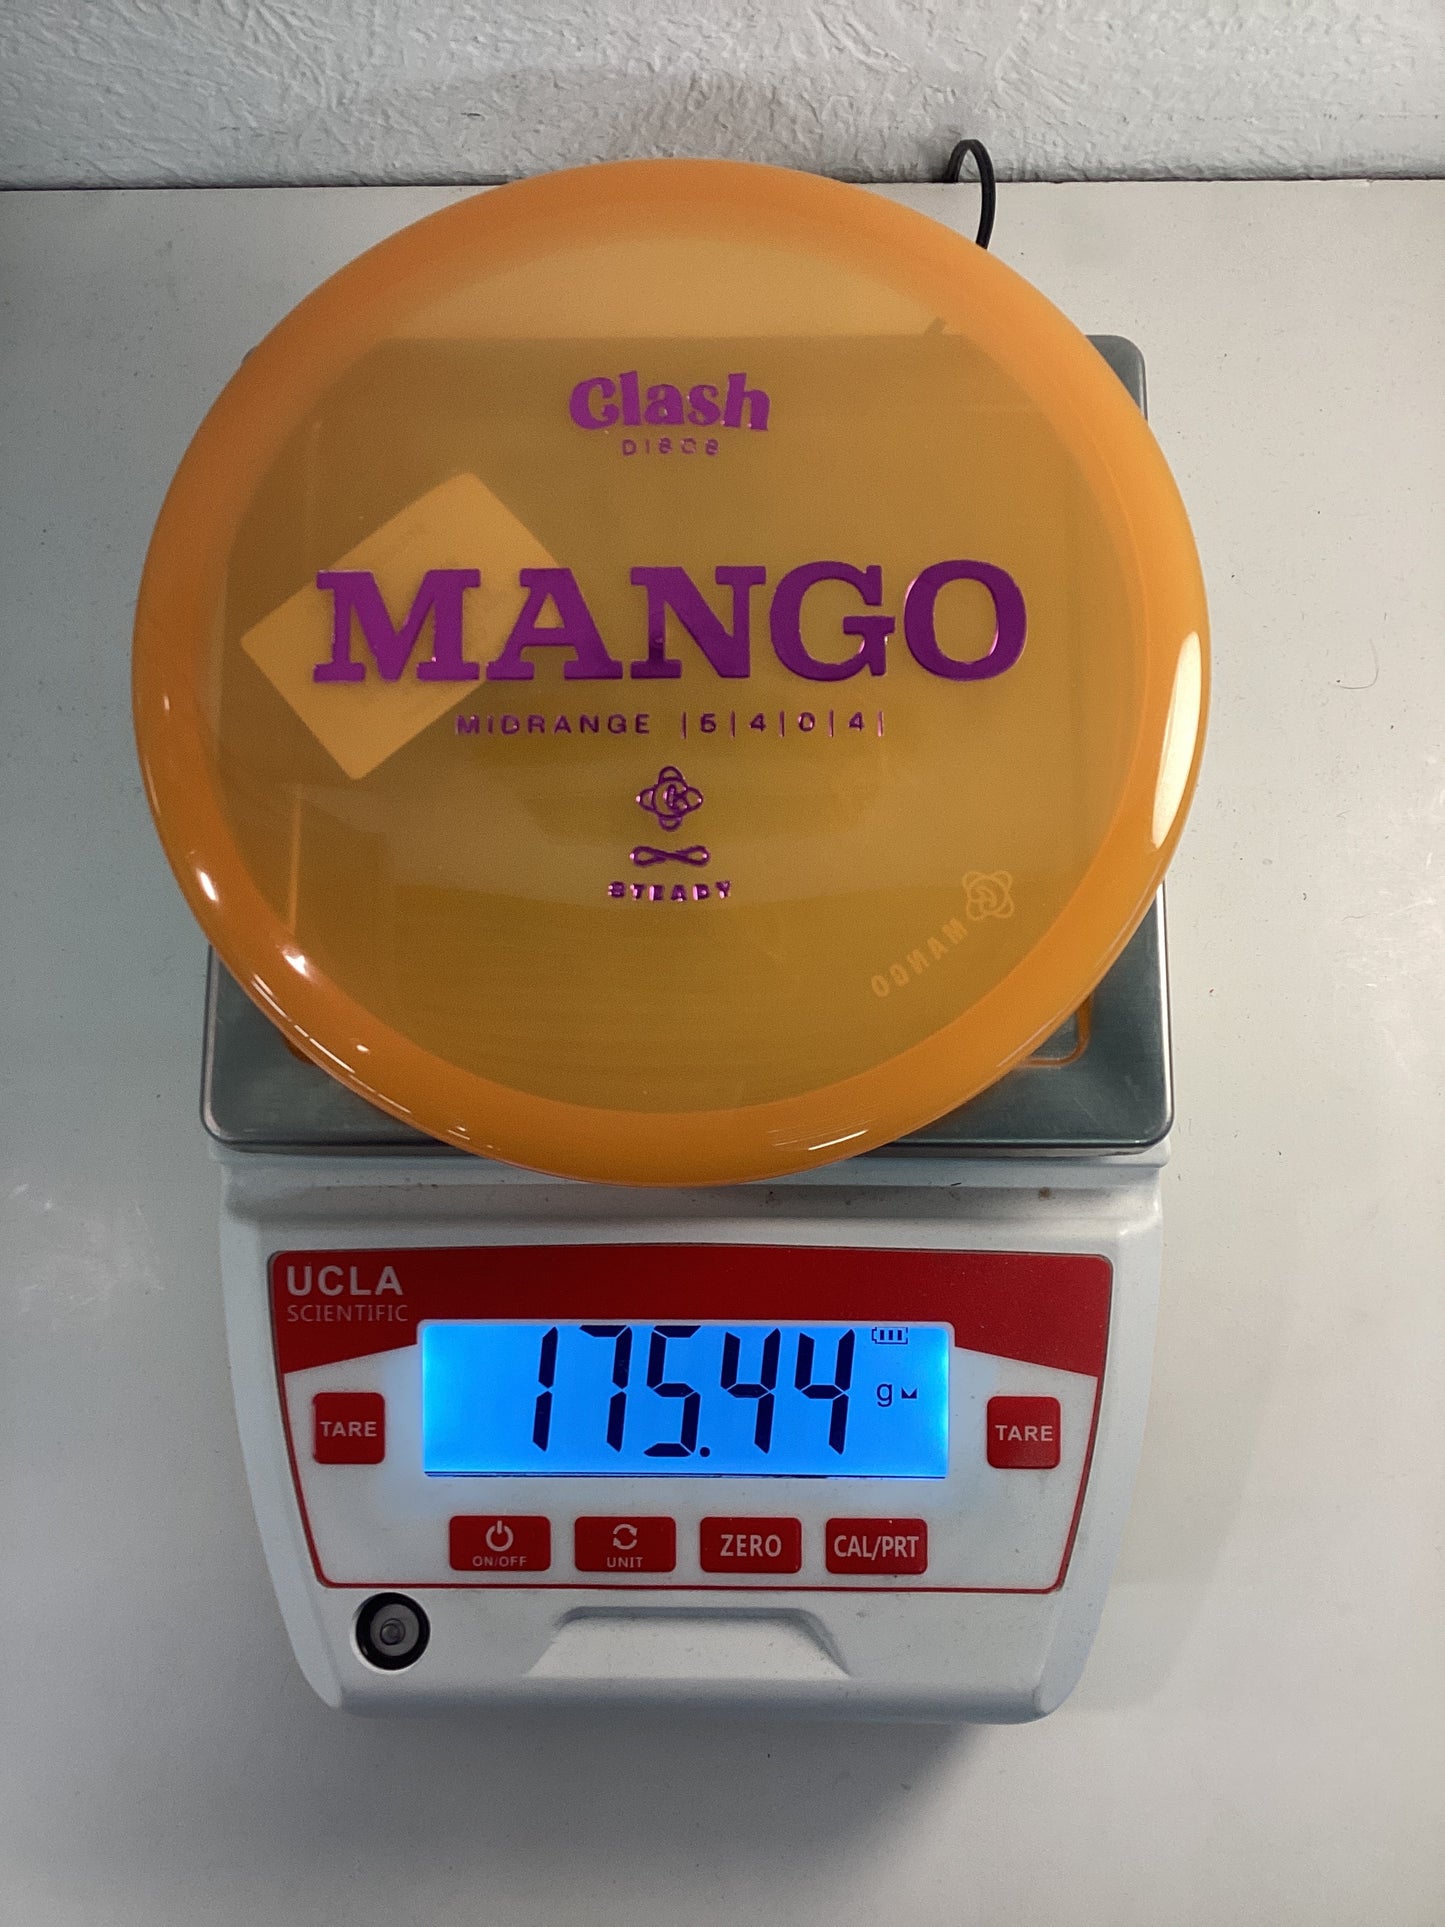 Clash
DISCS
MANGO
MIDRANGE |5|4|0|4|
STEADY
MANGO
UCLA
SCIENTIFIC
175.44 g
TARE
TARE
ON/OFF
UNIT
ZERO
CAL/PRT